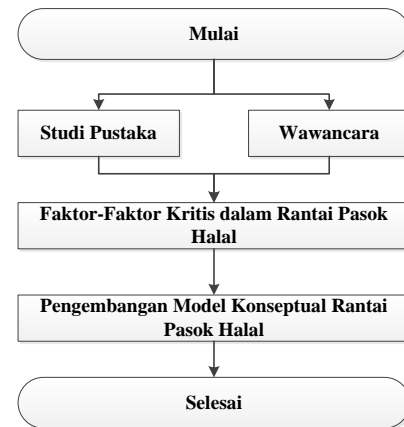 Mulai
Studi Pustaka
Wawancara
Faktor-Faktor Kritis dalam Rantai Pasok
Halal
Pengembangan Model Konseptual Rantai
Pasok Halal
Selesai